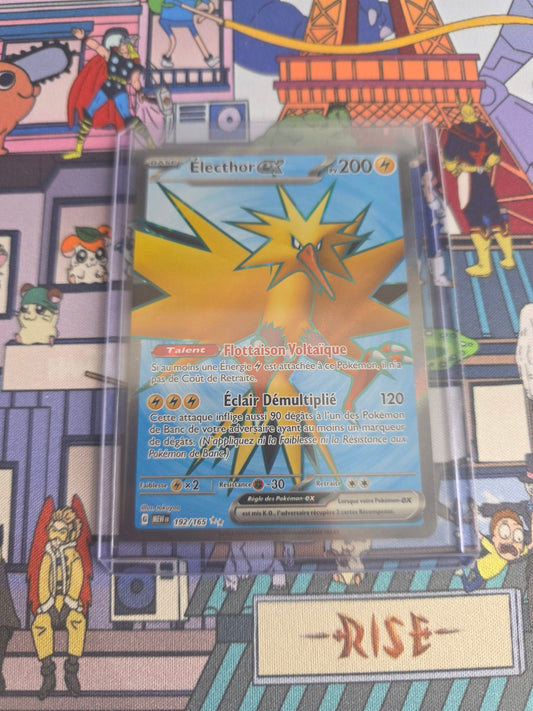 BASE Électhor ex PV 200
Talent Flottaison Voltaïque
Si au moins une Énergie est attachée à ce Pokémon, il n'a
pas de Coût de Retraite.
Éclair Démultiplié 120
Cette attaque inflige aussi 90 dégâts à l'un des Pokémon
de Banc de votre adversaire ayant au moins un marqueur
de dégâts. (N'appliquez ni la Faiblesse ni la Résistance aux
Pokémon de Banc.)
Faiblesse ×2 Résistance -30 Retraite
Règle des Pokémon-ex Lorsque votre Pokémon-ex
est mis K.O., l'adversaire récupère 2 cartes Récompense.
G MEW FR 192/165
RISE